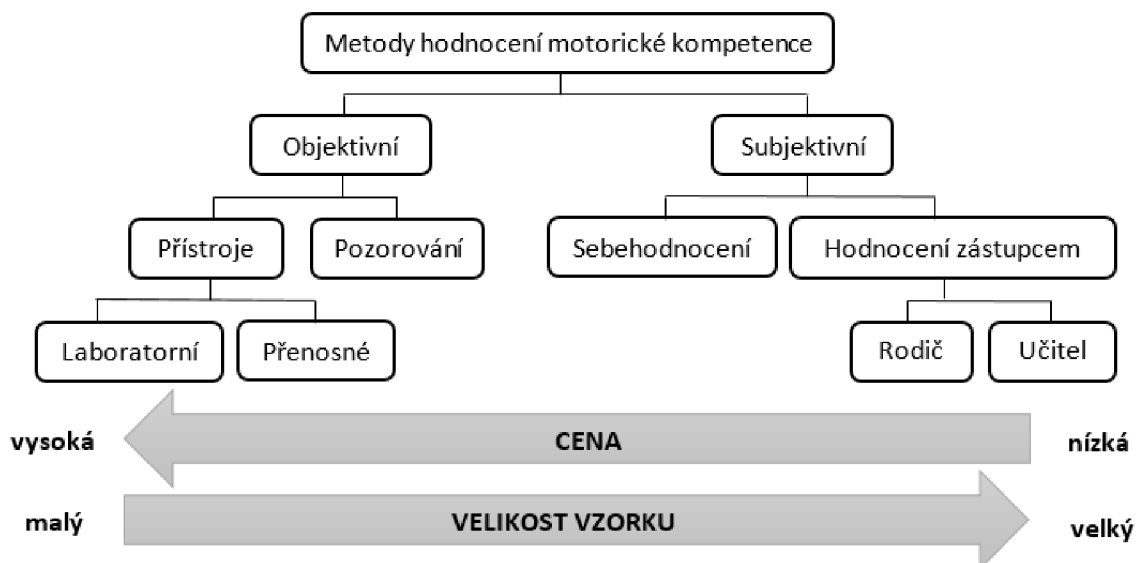 Metody hodnocení motorické kompetence
Objektivní
Subjektivní
Přístroje
Pozorování
Sebehodnocení
Hodnocení zástupcem
Laboratorní
Přenosné
Rodič
Učitel
vysoká
CENA
nízká
malý
VELIKOST VZORKU
velký